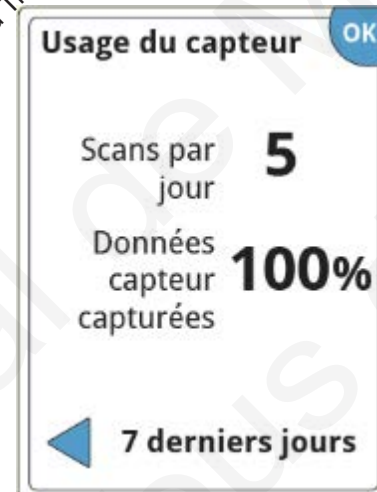 Usage du capteur
OK
Scans par
jour
5
Données
capteur
capturées
100%
7 derniers jours